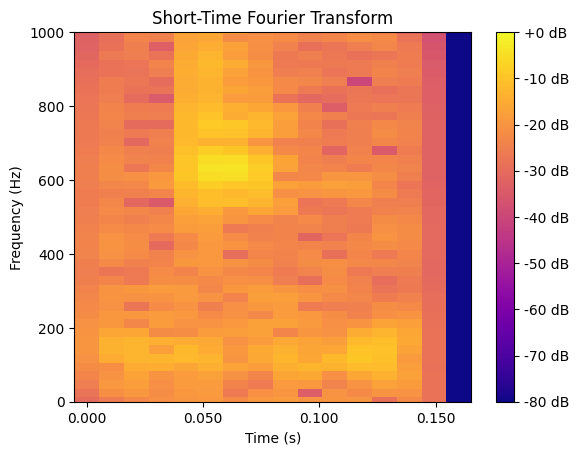 Short-Time Fourier Transform
Frequency (Hz)
1000
800
600
400
200
0
0.000
0.050
0.100
0.150
Time (s)
+0 dB
-10 dB
-20 dB
-30 dB
-40 dB
-50 dB
-60 dB
-70 dB
-80 dB